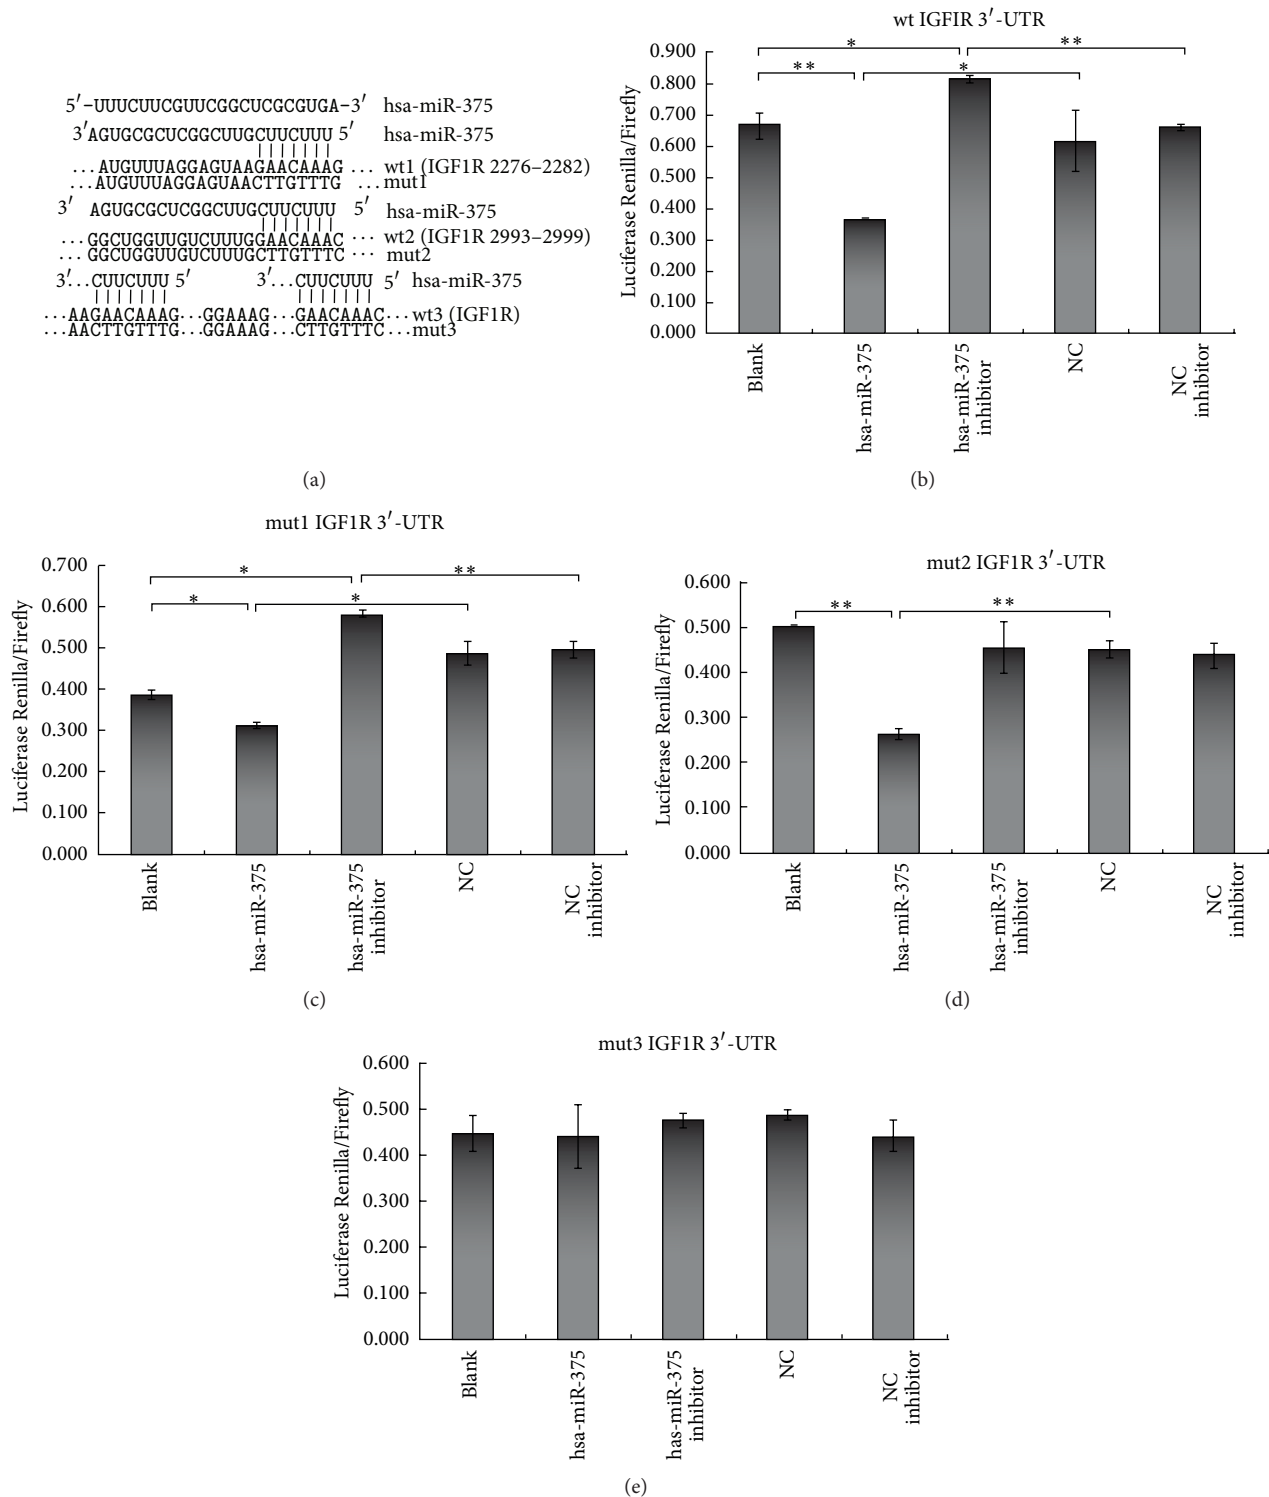 5′-UUUCUUCGUUCGGCUCGCGUGA-3′ hsa-miR-375
3′AGUGCGCUCGGCUUGCUUCUUU 5′ hsa-miR-375
...AUGUUUAGGAGUAAGAACAAAG ... wt1 (IGF1R 2276–2282)
...AUGUUUAGGAGUAACTTGTTTG ...mut1
3′ AGUGCGCUCGGCUUGCUUCUUU 5′ hsa-miR-375
...GGCUGGUUGUCUUUGGAACAAAC ... wt2 (IGF1R 2993–2999)
...GGCUGGUUGUCUUUGCTTGTTTC ... mut2
3′...CUUCUUU 5′ 3′...CUUCUUU 5′ hsa-miR-375
...AAGAACAAAG...GGAAAG...GAACAAAC...wt3 (IGF1R)
...AACTTGTTTG...GGAAAG...CTTGTTTC...mut3
(a)
wt IGFIR 3′-UTR
Luciferase Renilla/Firefly
0.900
0.800
0.700
0.600
0.500
0.400
0.300
0.200
0.100
0.000
* **
** *
Blank
hsa-miR-375
hsa-miR-375
inhibitor
NC
NC
inhibitor
(b)
mut1 IGF1R 3′-UTR
Luciferase Renilla/Firefly
0.700
0.600
0.500
0.400
0.300
0.200
0.100
0.000
* **
* *
Blank
hsa-miR-375
hsa-miR-375
inhibitor
NC
NC
inhibitor
(c)
mut2 IGF1R 3′-UTR
Luciferase Renilla/Firefly
0.600
0.500
0.400
0.300
0.200
0.100
0.000
** **
Blank
hsa-miR-375
hsa-miR-375
inhibitor
NC
NC
inhibitor
(d)
mut3 IGF1R 3′-UTR
Luciferase Renilla/Firefly
0.600
0.500
0.400
0.300
0.200
0.100
0.000
Blank
hsa-miR-375
has-miR-375
inhibitor
NC
NC
inhibitor
(e)